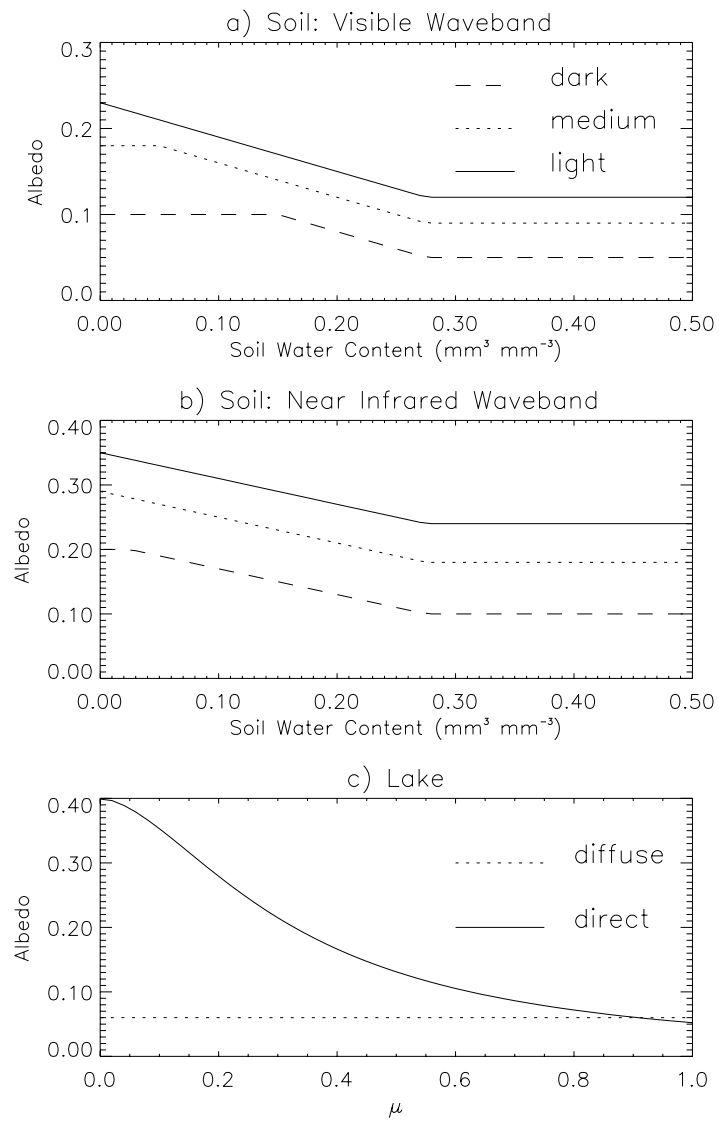 a) Soil: Visible Waveband
0.3
0.2
0.1
0.0
Albedo
dark
medium
light
0.00 0.10 0.20 0.30 0.40 0.50
Soil Water Content (mm³ mm⁻³)
b) Soil: Near Infrared Waveband
0.40
0.30
0.20
0.10
0.00
Albedo
0.00 0.10 0.20 0.30 0.40 0.50
Soil Water Content (mm³ mm⁻³)
c) Lake
0.40
0.30
0.20
0.10
0.00
Albedo
diffuse
direct
0.0 0.2 0.4 0.6 0.8 1.0
μ